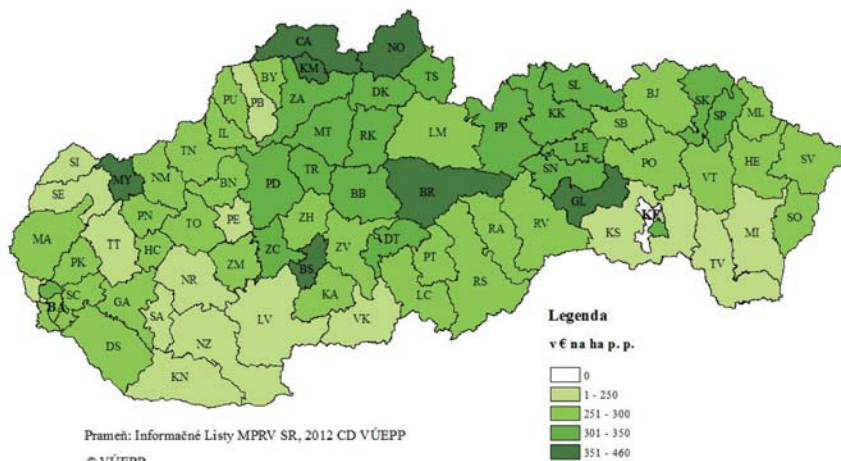 CA
NO
KM
BY
TS
PU
PB
ZA
DK
SL
BJ
SK
SP
ML
IL
MT
RK
LM
PP
KK
SB
TN
LE
SI
MY
NM
BN
PD
TR
BB
BR
SN
PO
VT
HE
SV
SE
GL
PN
TO
PE
ZH
RV
KS
KE
MI
SO
MA
TT
HC
ZC
ZV
DT
RA
TV
PK
ZM
BS
PT
BA
SC
GA
NR
KA
LC
RS
SA
LV
VK
DS
NZ
KN
Legenda
v € na ha p. p.
0
1 - 250
251 - 300
301 - 350
351 - 460
Prameň: Informačné Listy MPRV SR, 2012 CD VÚEPP
© VÚEPP